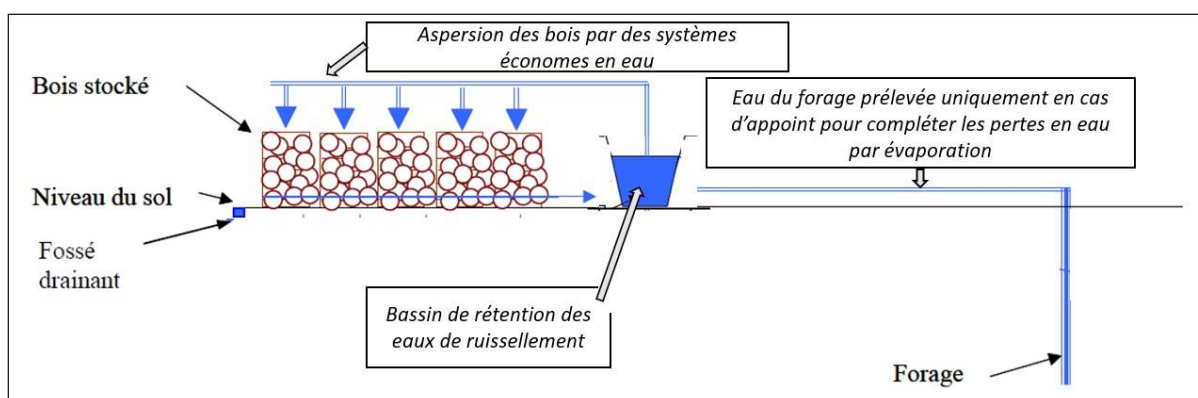 Aspersion des bois par des systèmes
économes en eau
Bois stocké
Eau du forage prélevée uniquement en cas
d’appoint pour compléter les pertes en eau
par évaporation
Niveau du sol
Fossé
drainant
Bassin de rétention des
eaux de ruissellement
Forage